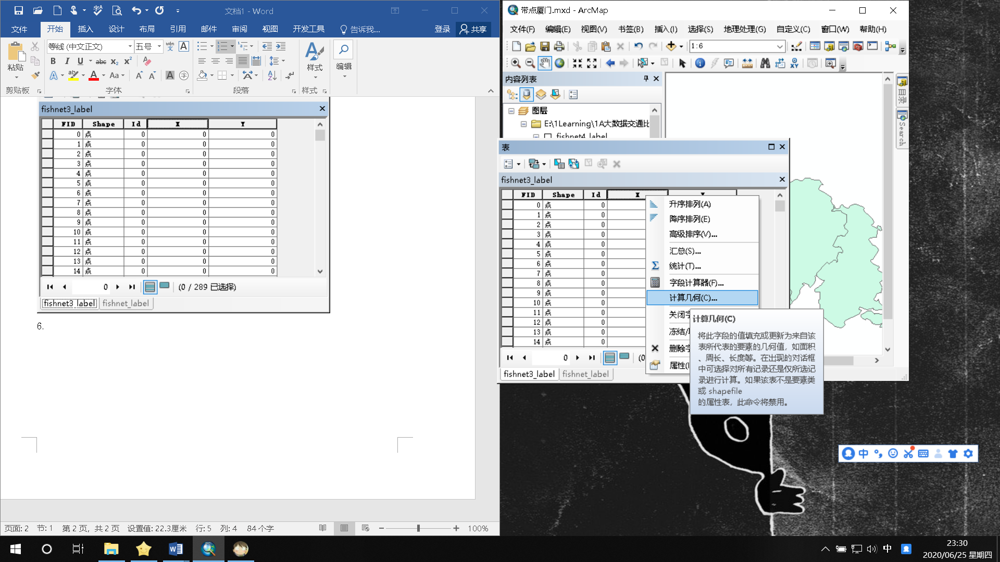 文档1 - Word
文件
开始
插入
设计
布局
引用
邮件
审阅
视图
开发工具
告诉我...
登录
共享
粘贴
等线 (中文正文)
五号
样式
编辑
剪贴板
字体
段落
样式
fishnet3_label
FID Shape Id X Y
0 点 0 0 0
1 点 0 0 0
2 点 0 0 0
3 点 0 0 0
4 点 0 0 0
5 点 0 0 0
6 点 0 0 0
7 点 0 0 0
8 点 0 0 0
9 点 0 0 0
10 点 0 0 0
11 点 0 0 0
12 点 0 0 0
13 点 0 0 0
14 点 0 0 0
0
(0 / 289 已选择)
fishnet3_label
fishnet_label
6.
页面: 2 节: 1 第 2 页，共 2 页 设置值: 22.3厘米 行: 5 列: 4 84 个字
100%
带点厦门.mxd - ArcMap
文件(F) 编辑(E) 视图(V) 书签(B) 插入(I) 选择(S) 地理处理(G) 自定义(C) 窗口(W) 帮助(H)
1:6
内容列表
图层
E:\1Learning\1A大数据交通比
fishnet4_label
目录
Search
表
fishnet3_label
FID Shape Id X Y
0 点 0
1 点 0
2 点 0
3 点 0
4 点 0
5 点 0
6 点 0
7 点 0
8 点 0
9 点 0
10 点 0
11 点 0
12 点 0
13 点 0
14 点 0
0
(0
fishnet3_label
fishnet_label
升序排列(A)
降序排列(E)
高级排序(V)...
汇总(S)...
统计(T)...
字段计算器(F)...
计算几何(C)...
关闭字
冻结/
删除字
属性(I
计算几何(C)
将此字段的值填充或更新为来自该
表所代表的要素的几何值，如面积
、周长、长度等。在出现的对话框
中可选择对所有记录还是仅所选记
录进行计算。如果该表不是要素类
或 shapefile
的属性表，此命令将禁用。
中
中
23:30
2020/06/25 星期四